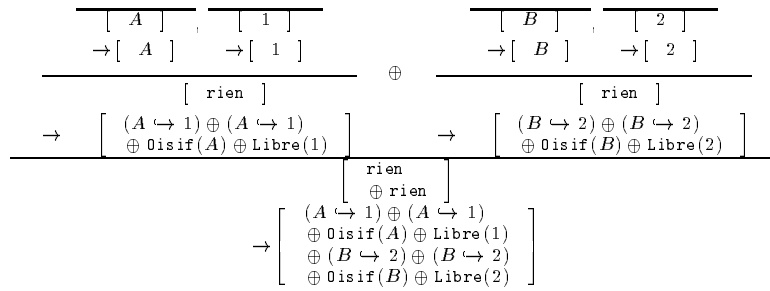 [ A ] , [ 1 ] [ B ] , [ 2 ]
→ [ A ] → [ 1 ] → [ B ] → [ 2 ]
⊕
[ rien ] [ rien ]
→ [ (A ↪ 1) ⊕ (A ↪ 1) → [ (B ↪ 2) ⊕ (B ↪ 2)
⊕ Oisif(A) ⊕ Libre(1) ] ⊕ Oisif(B) ⊕ Libre(2) ]
[ rien
⊕ rien ]
→ [ (A ↪ 1) ⊕ (A ↪ 1)
⊕ Oisif(A) ⊕ Libre(1)
⊕ (B ↪ 2) ⊕ (B ↪ 2)
⊕ Oisif(B) ⊕ Libre(2) ]